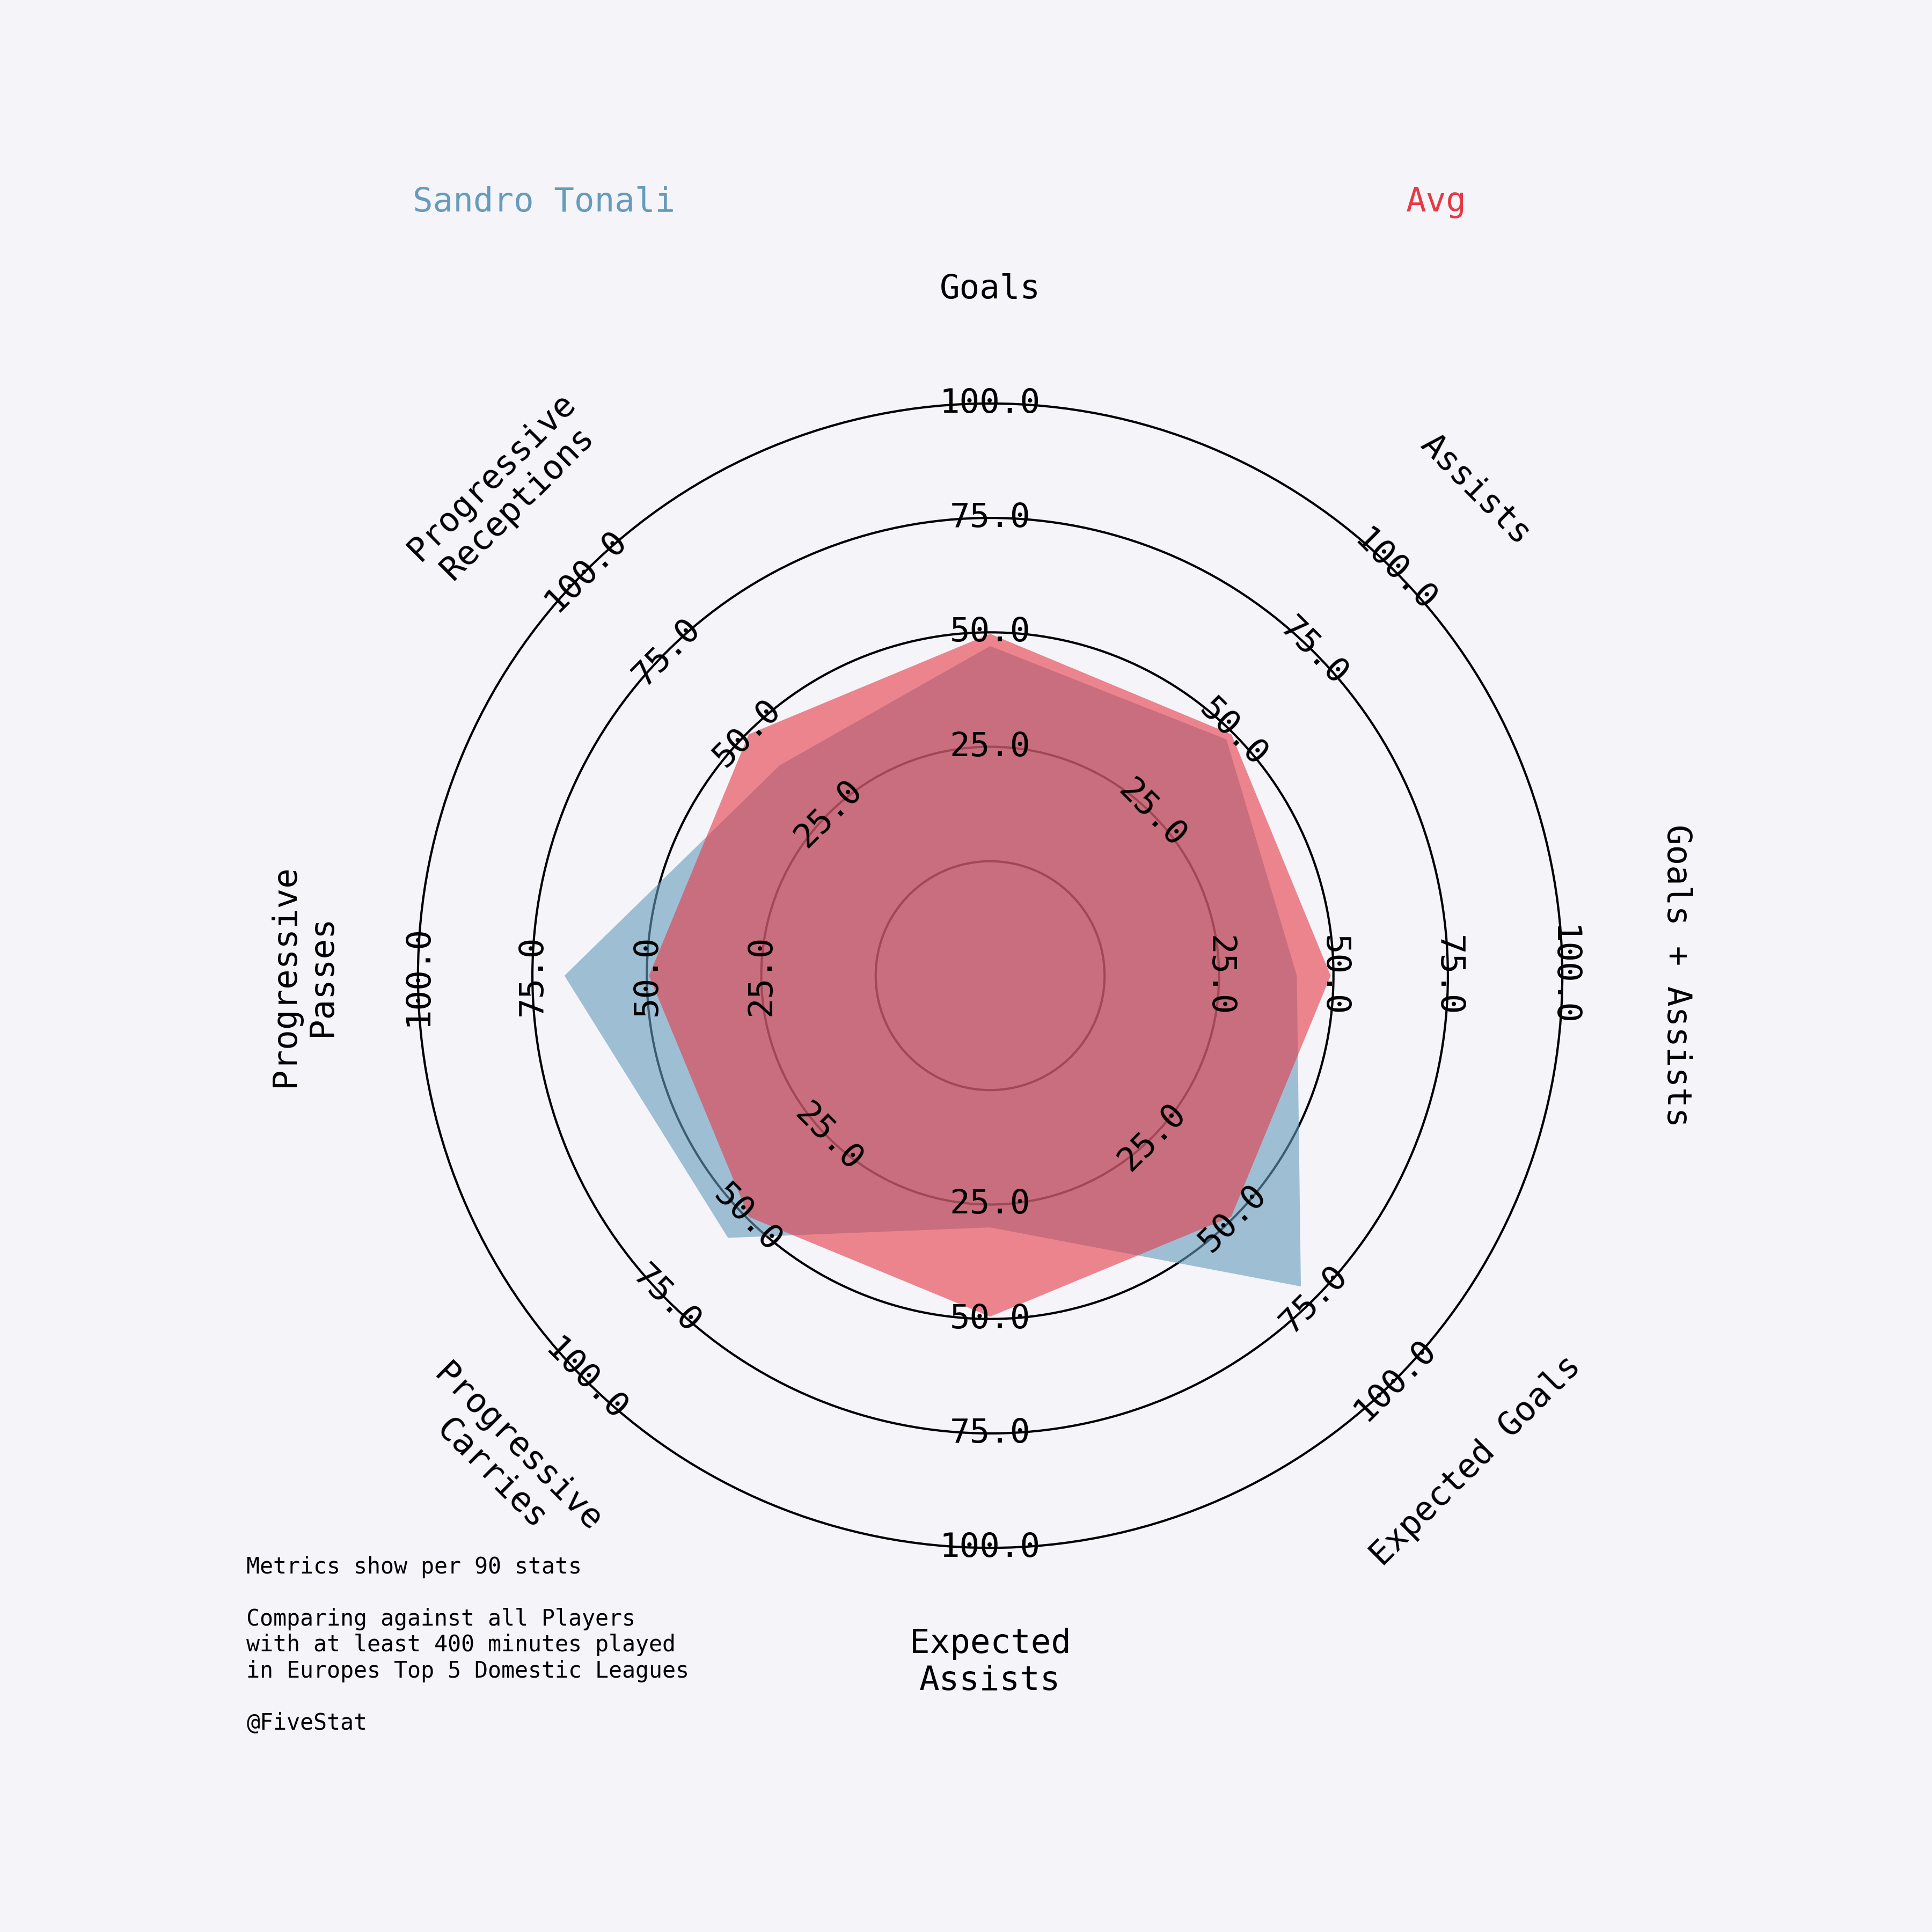 Sandro Tonali
Avg
Goals
Assists
Goals + Assists
Expected Goals
Expected
Assists
Progressive
Carries
Progressive
Passes
Progressive
Receptions
25.0
50.0
75.0
100.0
25.0
50.0
75.0
100.0
25.0
50.0
75.0
100.0
25.0
50.0
75.0
100.0
25.0
50.0
75.0
100.0
25.0
50.0
75.0
100.0
25.0
50.0
75.0
100.0
25.0
50.0
75.0
100.0
Metrics show per 90 stats
Comparing against all Players
with at least 400 minutes played
in Europes Top 5 Domestic Leagues
@FiveStat